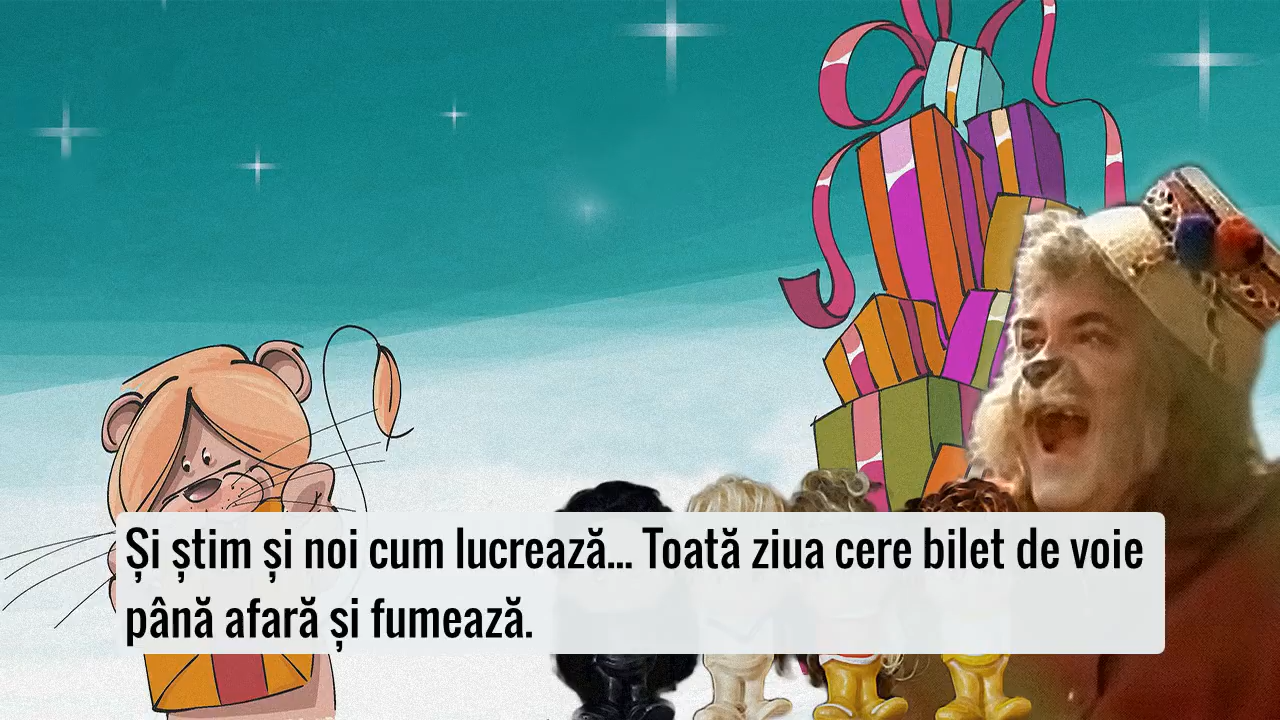 Și știm și noi cum lucrează... Toată ziua cere bilet de voie
până afară și fumează.